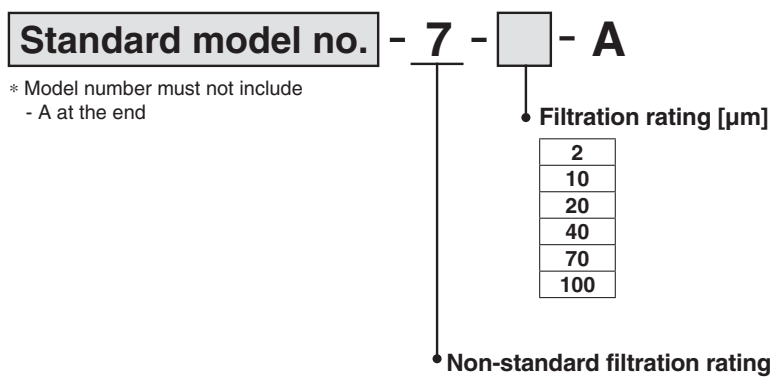 Standard model no. - 7 - - A
* Model number must not include
- A at the end
Filtration rating [µm]
2
10
20
40
70
100
Non-standard filtration rating